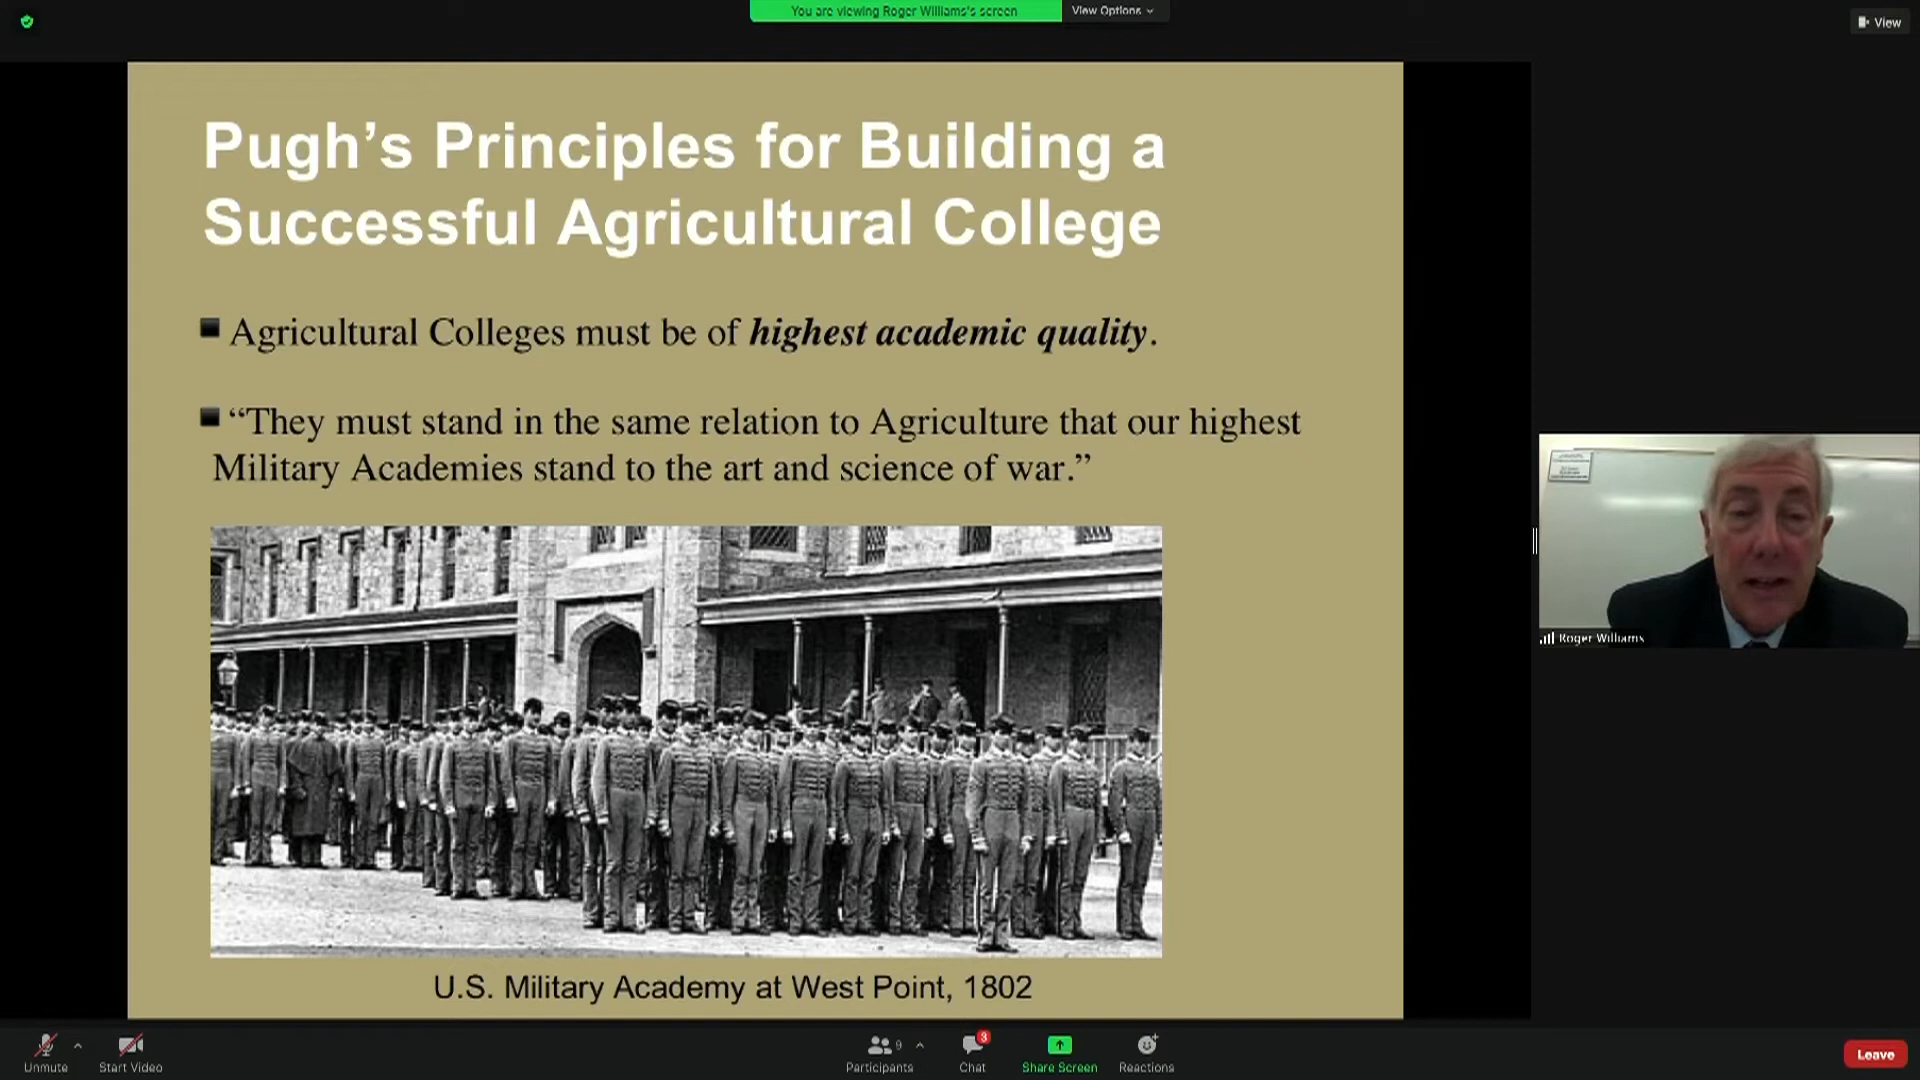 You are viewing Roger Williams's screen
View Options
View
Pugh’s Principles for Building a
Successful Agricultural College
Agricultural Colleges must be of highest academic quality.
“They must stand in the same relation to Agriculture that our highest
Military Academies stand to the art and science of war.”
U.S. Military Academy at West Point, 1802
Roger Williams
Unmute
Start Video
9
Participants
3
Chat
Share Screen
Reactions
Leave